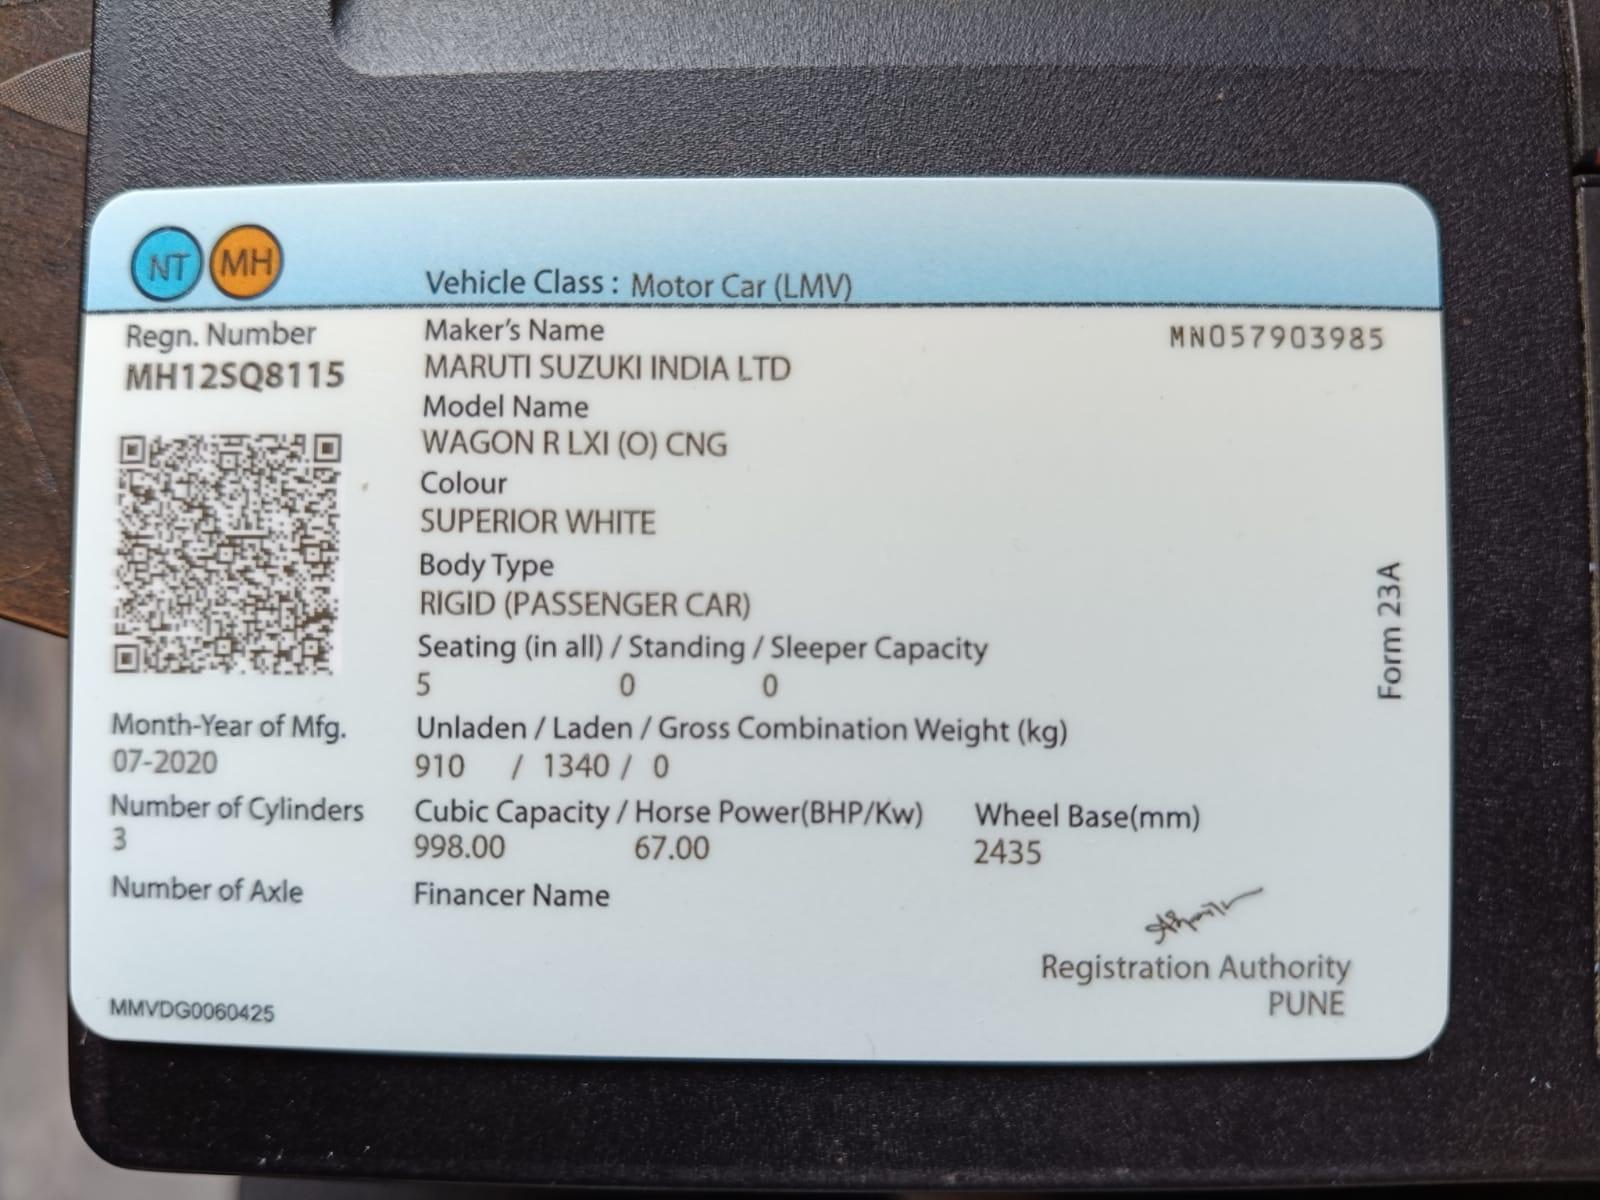 NT MH
Vehicle Class : Motor Car (LMV)
Regn. Number
MH12SQ8115
Maker's Name
MARUTI SUZUKI INDIA LTD
MN057903985
Model Name
WAGON R LXI (O) CNG
Colour
SUPERIOR WHITE
Body Type
RIGID (PASSENGER CAR)
Seating (in all) / Standing / Sleeper Capacity
5 0 0
Form 23A
Month-Year of Mfg.
07-2020
Unladen / Laden / Gross Combination Weight (kg)
910 / 1340 / 0
Number of Cylinders
3
Cubic Capacity / Horse Power(BHP/Kw)
998.00 67.00
Wheel Base(mm)
2435
Number of Axle
Financer Name
Registration Authority
PUNE
MMVDG0060425